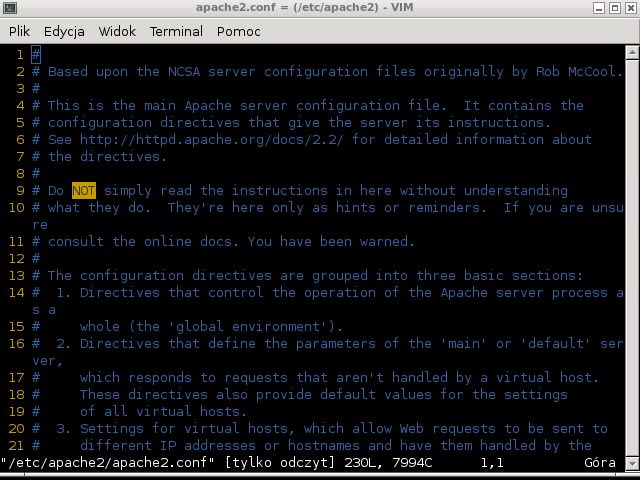 apache2.conf = (/etc/apache2) - VIM
Plik Edycja Widok Terminal Pomoc
1 #
2 # Based upon the NCSA server configuration files originally by Rob McCool.
3 #
4 # This is the main Apache server configuration file.  It contains the
5 # configuration directives that give the server its instructions.
6 # See http://httpd.apache.org/docs/2.2/ for detailed information about
7 # the directives.
8 #
9 # Do NOT simply read the instructions in here without understanding
10 # what they do.  They're here only as hints or reminders.  If you are unsu
re
11 # consult the online docs. You have been warned.
12 #
13 # The configuration directives are grouped into three basic sections:
14 #  1. Directives that control the operation of the Apache server process a
s a
15 #     whole (the 'global environment').
16 #  2. Directives that define the parameters of the 'main' or 'default' ser
ver,
17 #     which responds to requests that aren't handled by a virtual host.
18 #     These directives also provide default values for the settings
19 #     of all virtual hosts.
20 #  3. Settings for virtual hosts, which allow Web requests to be sent to
21 #     different IP addresses or hostnames and have them handled by the
"/etc/apache2/apache2.conf" [tylko odczyt] 230L, 7994C 1,1 Góra